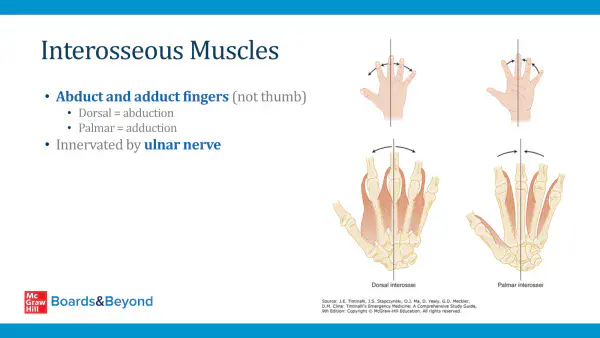 Interosseous Muscles
• Abduct and adduct fingers (not thumb)
• Dorsal = abduction
• Palmar = adduction
• Innervated by ulnar nerve
Dorsal interossei
Palmar interossei
Source: J.E. Tintinalli, J.S. Stapczynski, O.J. Ma, D. Yealy, G.D. Meckler,
D.M. Cline: Tintinalli's Emergency Medicine: A Comprehensive Study Guide,
9th Edition: Copyright © McGraw-Hill Education. All rights reserved.
Mc
Graw
Hill
Boards&Beyond